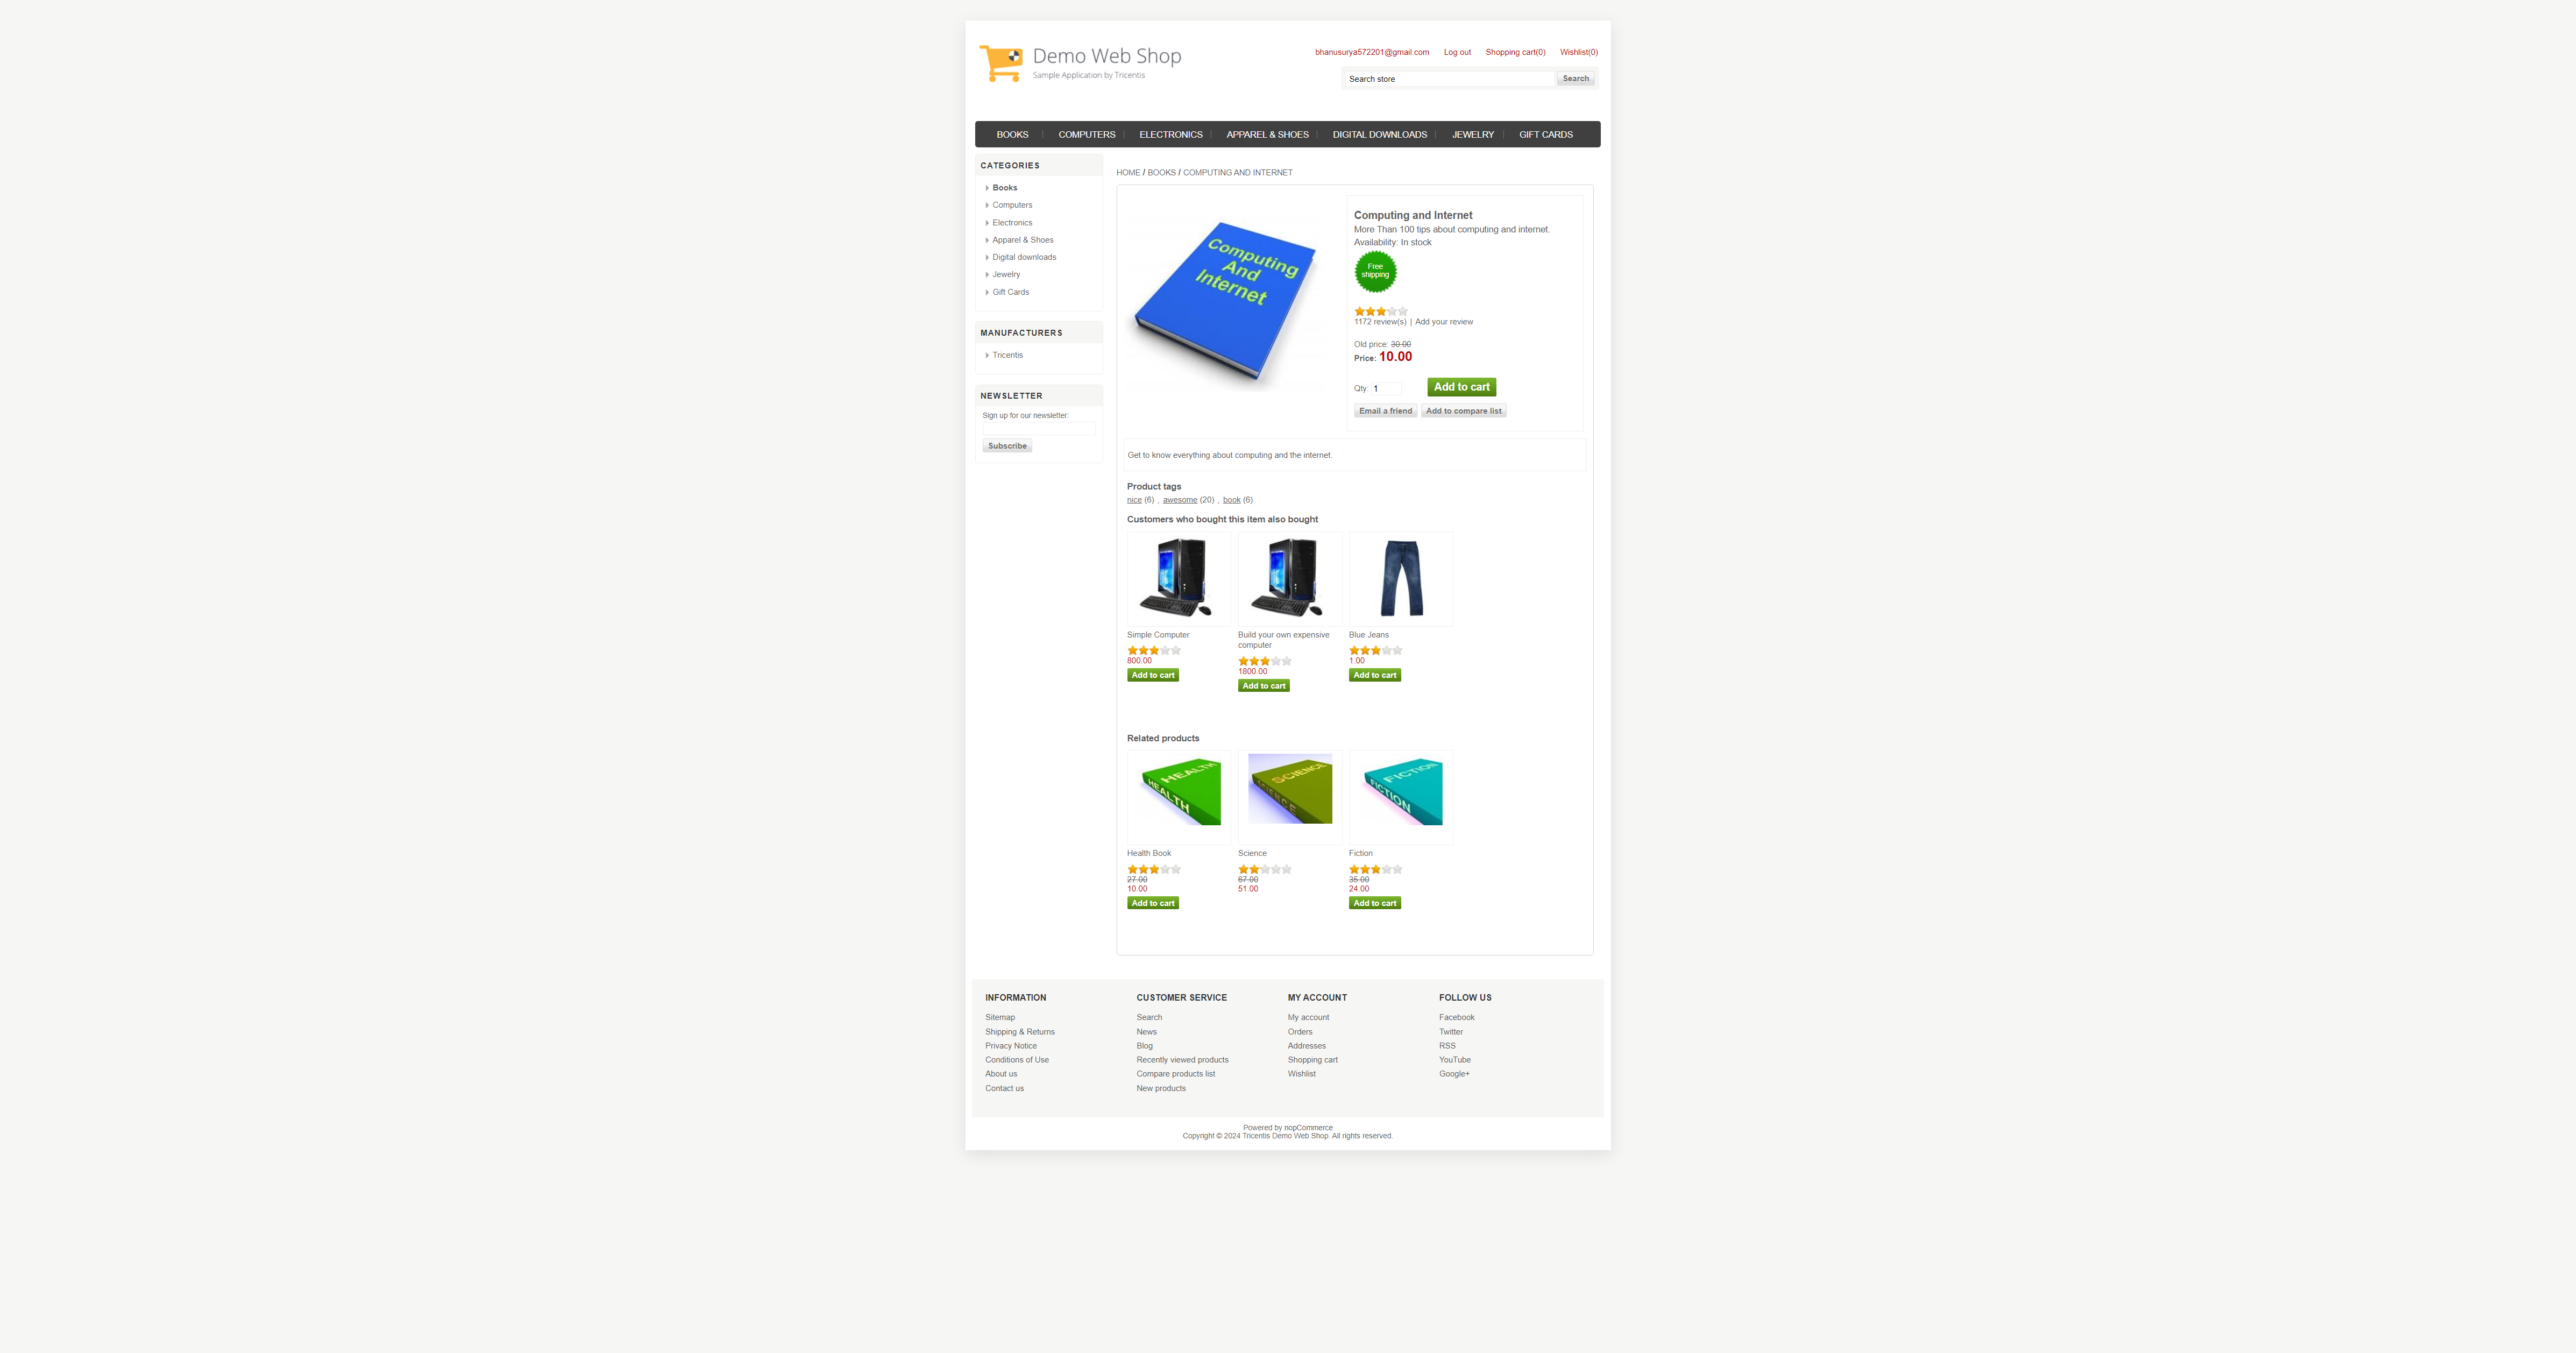 Demo Web Shop
Sample Application by Tricentis
bhanusurya572201@gmail.com Log out Shopping cart(0) Wishlist(0)
Search store Search
BOOKS COMPUTERS ELECTRONICS APPAREL & SHOES DIGITAL DOWNLOADS JEWELRY GIFT CARDS
CATEGORIES
Books
Computers
Electronics
Apparel & Shoes
Digital downloads
Jewelry
Gift Cards
MANUFACTURERS
Tricentis
NEWSLETTER
Sign up for our newsletter:
Subscribe
HOME / BOOKS / COMPUTING AND INTERNET
Computing
And
Internet
Computing and Internet
More Than 100 tips about computing and internet.
Availability: In stock
Free
shipping
1172 review(s) | Add your review
Old price: 30.00
Price: 10.00
Qty: 1 Add to cart
Email a friend Add to compare list
Get to know everything about computing and the internet.
Product tags
nice (6) , awesome (20) , book (6)
Customers who bought this item also bought
Simple Computer
800.00
Add to cart
Build your own expensive
computer
1800.00
Add to cart
Blue Jeans
1.00
Add to cart
Related products
HEALTH
HEALTH
Health Book
27.00
10.00
Add to cart
SCIENCE
SCIENCE
Science
67.00
51.00
FICTION
FICTION
Fiction
35.00
24.00
Add to cart
INFORMATION
Sitemap
Shipping & Returns
Privacy Notice
Conditions of Use
About us
Contact us
CUSTOMER SERVICE
Search
News
Blog
Recently viewed products
Compare products list
New products
MY ACCOUNT
My account
Orders
Addresses
Shopping cart
Wishlist
FOLLOW US
Facebook
Twitter
RSS
YouTube
Google+
Powered by nopCommerce
Copyright © 2024 Tricentis Demo Web Shop. All rights reserved.